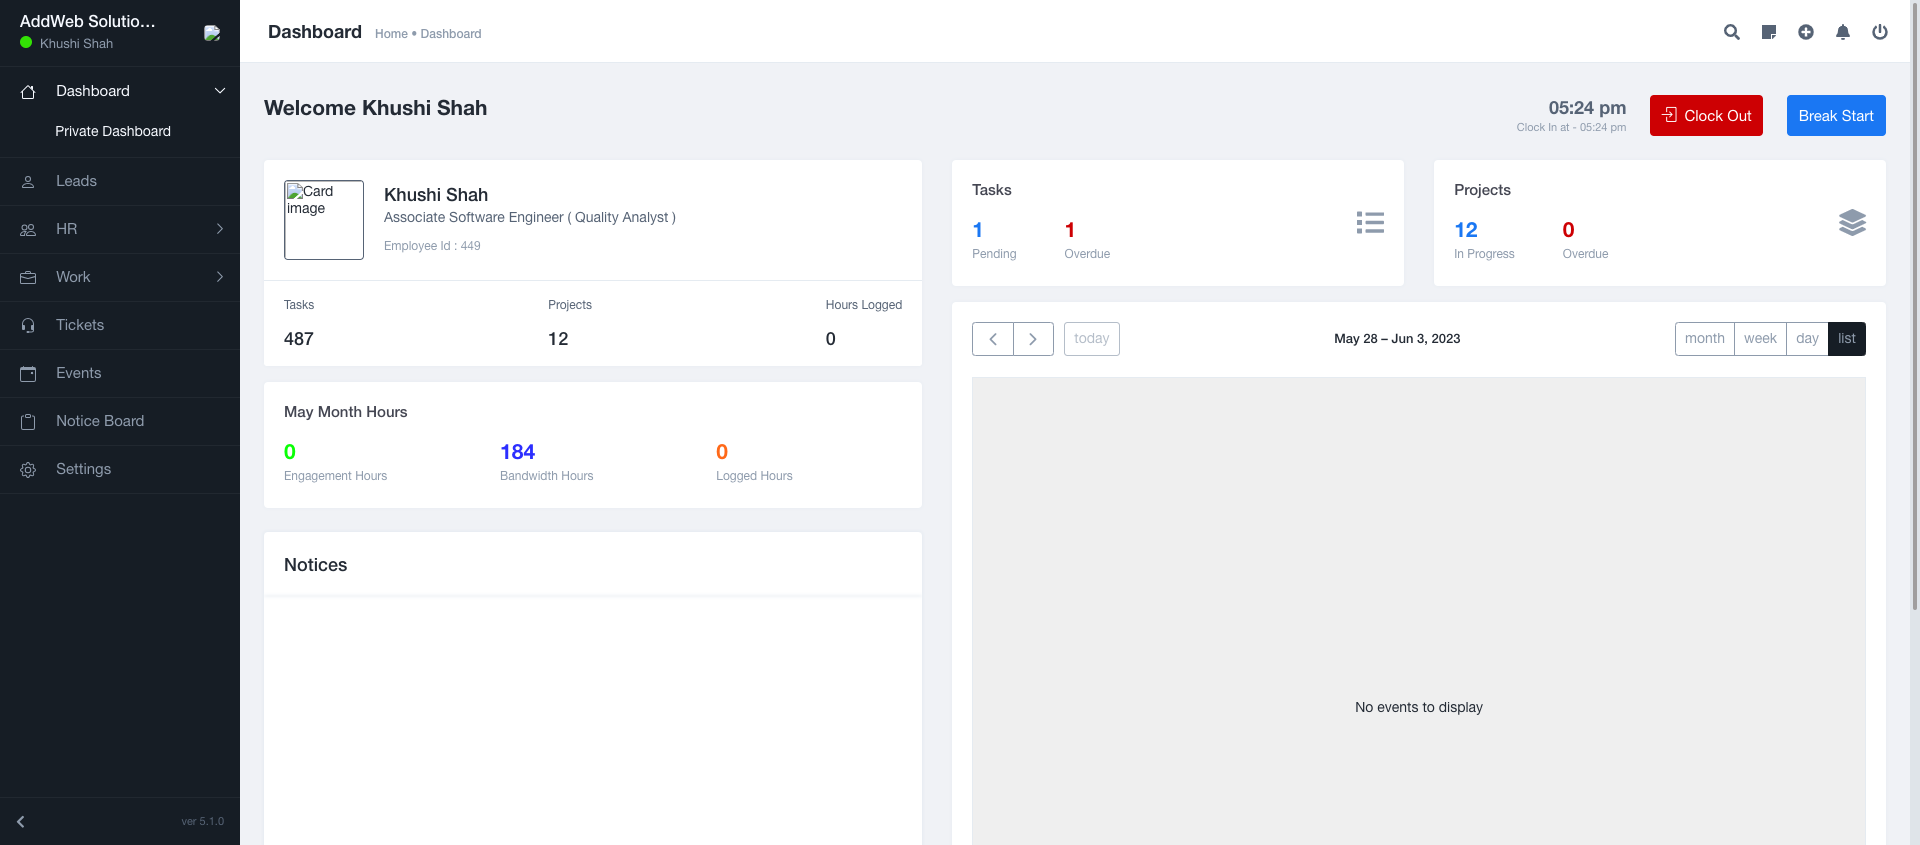 AddWeb Solutio...
Khushi Shah
Dashboard
Private Dashboard
Leads
HR
Work
Tickets
Events
Notice Board
Settings
ver 5.1.0
Dashboard Home • Dashboard
Welcome Khushi Shah
05:24 pm
Clock In at - 05:24 pm
Clock Out
Break Start
Card image
Khushi Shah
Associate Software Engineer ( Quality Analyst )
Employee Id : 449
Tasks Projects Hours Logged
487 12 0
May Month Hours
0 184 0
Engagement Hours Bandwidth Hours Logged Hours
Notices
Tasks
1 1
Pending Overdue
Projects
12 0
In Progress Overdue
today May 28 – Jun 3, 2023 month week day list
No events to display